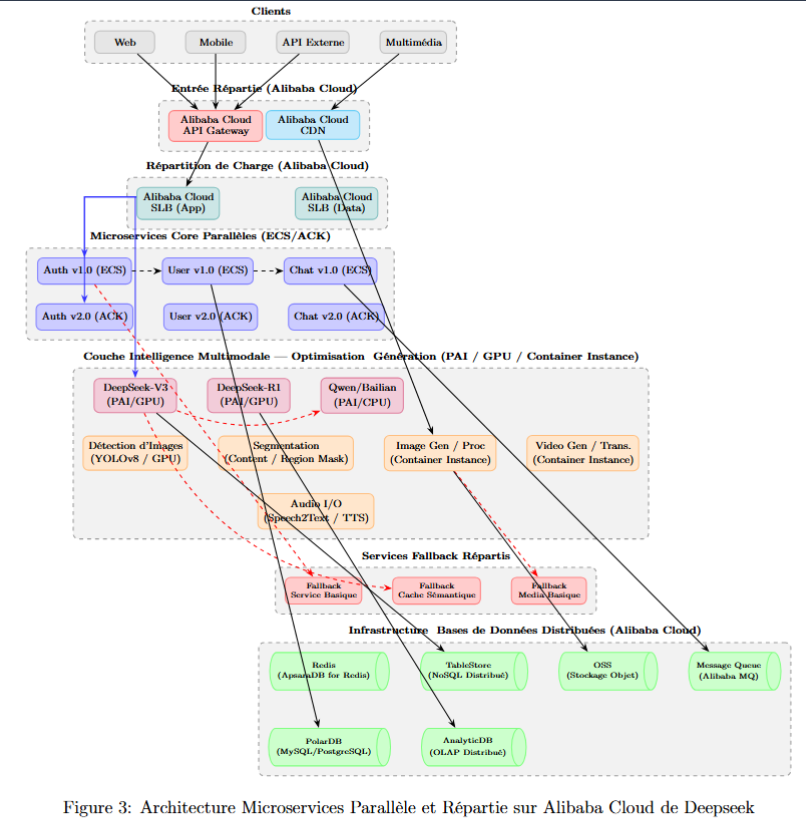 Clients
Web
Mobile
API Externe
Multimédia
Entrée Répartie (Alibaba Cloud)
Alibaba Cloud
API Gateway
Alibaba Cloud
CDN
Répartition de Charge (Alibaba Cloud)
Alibaba Cloud
SLB (App)
Alibaba Cloud
SLB (Data)
Microservices Core Parallèles (ECS/ACK)
Auth v1.0 (ECS)
User v1.0 (ECS)
Chat v1.0 (ECS)
Auth v2.0 (ACK)
User v2.0 (ACK)
Chat v2.0 (ACK)
Couche Intelligence Multimodale — Optimisation Génération (PAI / GPU / Container Instance)
DeepSeek-V3
(PAI/GPU)
DeepSeek-R1
(PAI/GPU)
Qwen/Bailian
(PAI/CPU)
Détection d'Images
(YOLOv8 / GPU)
Segmentation
(Content / Region Mask)
Image Gen / Proc
(Container Instance)
Video Gen / Trans.
(Container Instance)
Audio I/O
(Speech2Text / TTS)
Services Fallback Répartis
Fallback
Service Basique
Fallback
Cache Sémantique
Fallback
Media Basique
Infrastructure Bases de Données Distribuées (Alibaba Cloud)
Redis
(ApsaraDB for Redis)
TableStore
(NoSQL Distribué)
OSS
(Stockage Objet)
Message Queue
(Alibaba MQ)
PolarDB
(MySQL/PostgreSQL)
AnalyticDB
(OLAP Distribué)
Figure 3: Architecture Microservices Parallèle et Répartie sur Alibaba Cloud de Deepseek